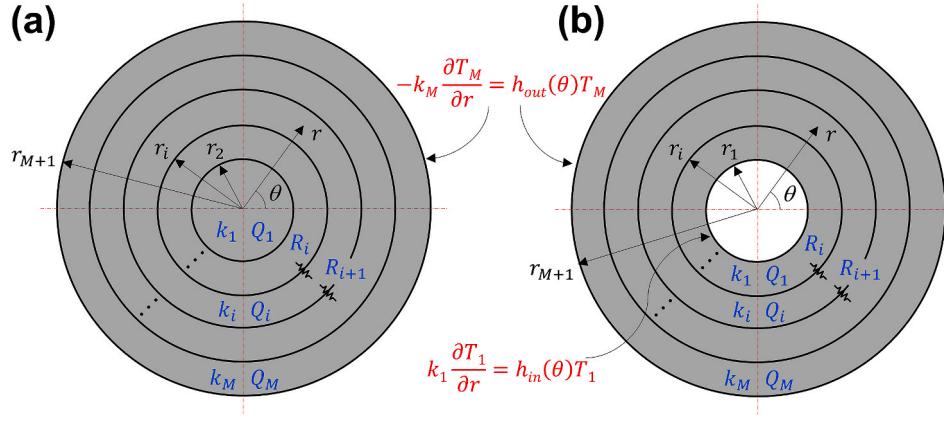 (a)
(b)
−k_M ∂T_M/∂r = h_out(θ)T_M
r_{M+1}
r_i
r_2
r
θ
k_1 Q_1
R_i
R_{i+1}
k_i Q_i
k_M Q_M
r_i
r_1
r
θ
r_{M+1}
k_1 Q_1
R_i
R_{i+1}
k_i Q_i
k_M Q_M
k_1 ∂T_1/∂r = h_in(θ)T_1